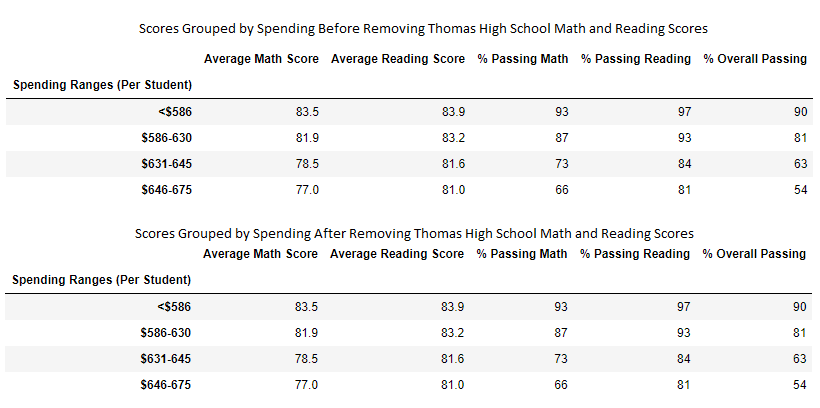 Scores Grouped by Spending Before Removing Thomas High School Math and Reading Scores
Average Math Score Average Reading Score % Passing Math % Passing Reading % Overall Passing
Spending Ranges (Per Student)
<$586 83.5 83.9 93 97 90
$586-630 81.9 83.2 87 93 81
$631-645 78.5 81.6 73 84 63
$646-675 77.0 81.0 66 81 54
Scores Grouped by Spending After Removing Thomas High School Math and Reading Scores
Average Math Score Average Reading Score % Passing Math % Passing Reading % Overall Passing
Spending Ranges (Per Student)
<$586 83.5 83.9 93 97 90
$586-630 81.9 83.2 87 93 81
$631-645 78.5 81.6 73 84 63
$646-675 77.0 81.0 66 81 54